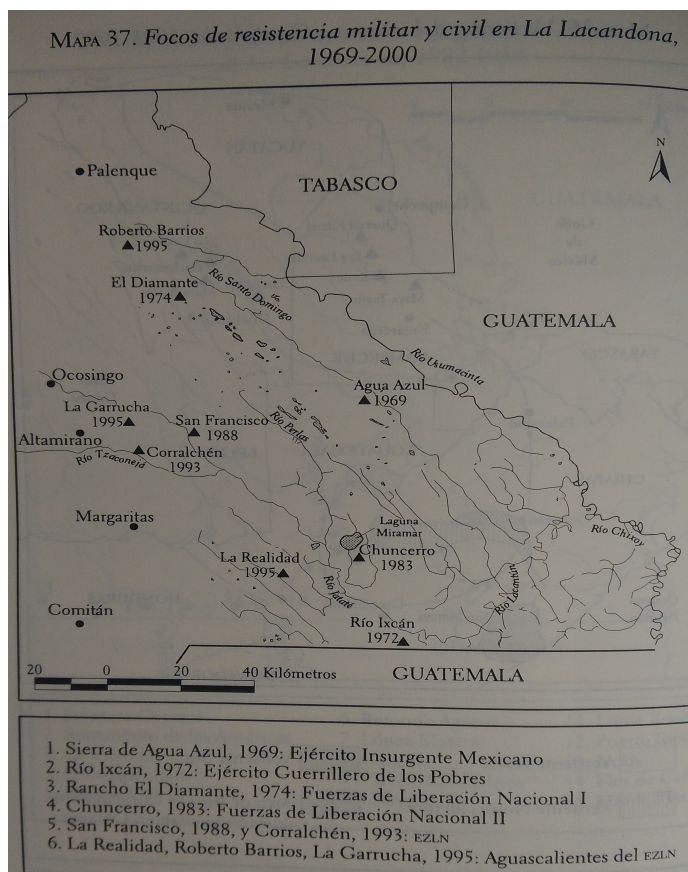 MAPA 37. Focos de resistencia militar y civil en La Lacandona,
1969-2000
Palenque
TABASCO
Roberto Barrios
1995
El Diamante
1974
Río Santo Domingo
GUATEMALA
Río Usumacinta
Ocosingo
Agua Azul
1969
La Garrucha
1995
San Francisco
1988
Río Perlas
Altamirano
Corralchén
1993
Río Tzaconejá
Margaritas
Laguna
Miramar
Río Chixoy
Chuncerro
1983
La Realidad
1995
Río Jataté
Río Lacantún
Comitán
Río Ixcán
1972
20 0 20 40 Kilómetros
GUATEMALA
1. Sierra de Agua Azul, 1969: Ejército Insurgente Mexicano
2. Río Ixcán, 1972: Ejército Guerrillero de los Pobres
3. Rancho El Diamante, 1974: Fuerzas de Liberación Nacional I
4. Chuncerro, 1983: Fuerzas de Liberación Nacional II
5. San Francisco, 1988, y Corralchén, 1993: EZLN
6. La Realidad, Roberto Barrios, La Garrucha, 1995: Aguascalientes del EZLN